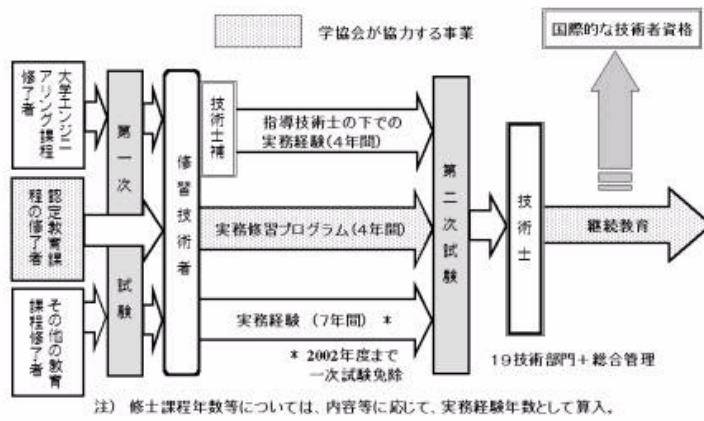 学協会が協力する事業
国際的な技術者資格
大学エンジニ
アリング課程
修了者
認定教育課
程の修了者
その他の教育
課程修了者
第一次
試験
修習技術者
技術士補
指導技術士の下での
実務経験(4年間)
実務修習プログラム(4年間)
実務経験 (7年間) *
* 2002年度まで
一次試験免除
第二次試験
技術士
継続教育
19技術部門+総合管理
注) 修士課程年数等については、内容等に応じて、実務経験年数として算入。